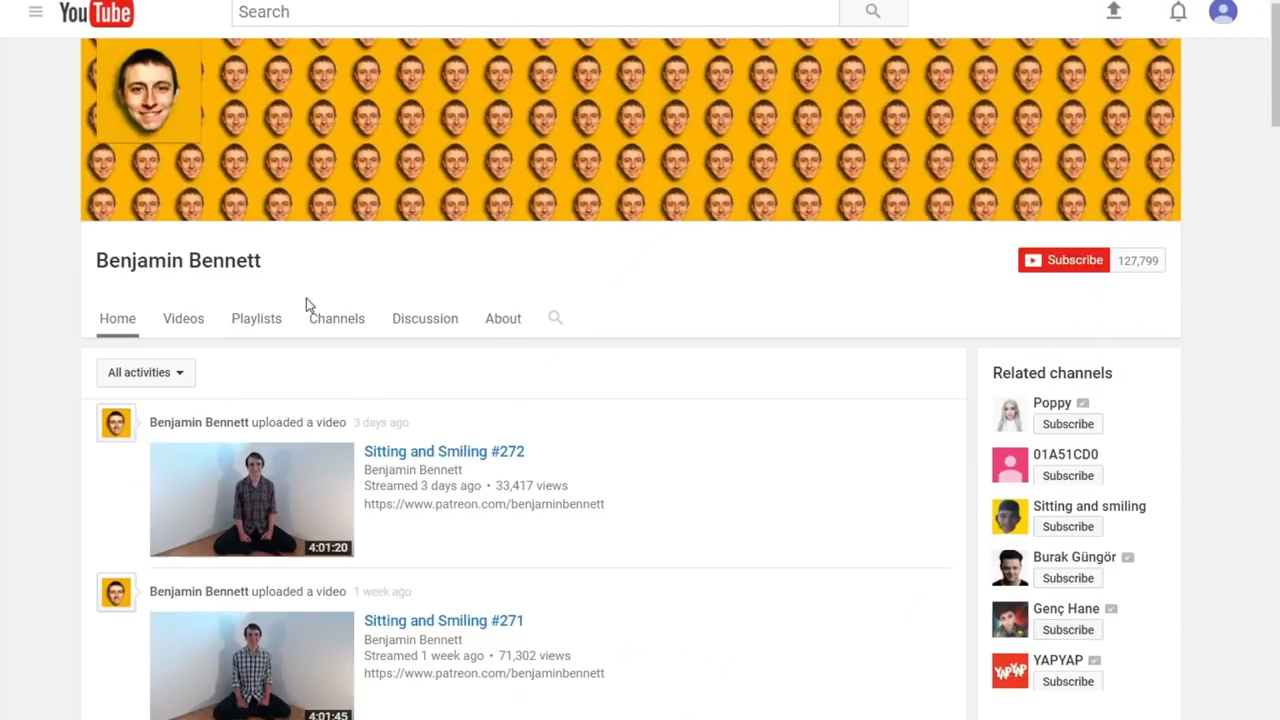 YouTube
Search
Benjamin Bennett
Subscribe 127,799
Home Videos Playlists Channels Discussion About
All activities
Benjamin Bennett uploaded a video 3 days ago
Sitting and Smiling #272
Benjamin Bennett
Streamed 3 days ago • 33,417 views
https://www.patreon.com/benjaminbennett
4:01:20
Benjamin Bennett uploaded a video 1 week ago
Sitting and Smiling #271
Benjamin Bennett
Streamed 1 week ago • 71,302 views
https://www.patreon.com/benjaminbennett
4:01:45
Related channels
Poppy
Subscribe
01A51CD0
Subscribe
Sitting and smiling
Subscribe
Burak Güngör
Subscribe
Genç Hane
Subscribe
YAPYAP
YAPYAP
Subscribe